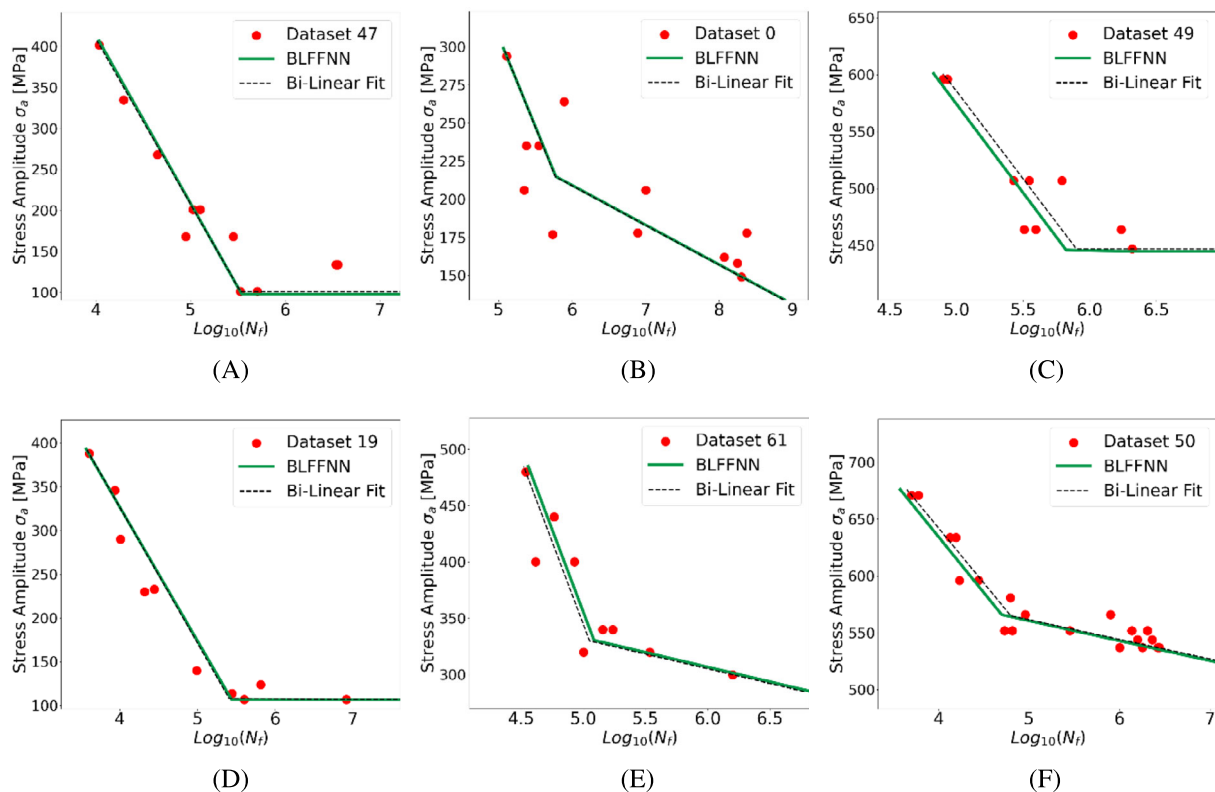 Dataset 47
BLFFNN
Bi-Linear Fit
Stress Amplitude σₐ [MPa]
400
350
300
250
200
150
100
4
5
6
7
Log₁₀(N_f)
(A)
Dataset 0
BLFFNN
Bi-Linear Fit
Stress Amplitude σₐ [MPa]
300
275
250
225
200
175
150
5
6
7
8
9
Log₁₀(N_f)
(B)
Dataset 49
BLFFNN
Bi-Linear Fit
Stress Amplitude σₐ [MPa]
650
600
550
500
450
4.5
5.0
5.5
6.0
6.5
Log₁₀(N_f)
(C)
Dataset 19
BLFFNN
Bi-Linear Fit
Stress Amplitude σₐ [MPa]
400
350
300
250
200
150
100
4
5
6
7
Log₁₀(N_f)
(D)
Dataset 61
BLFFNN
Bi-Linear Fit
Stress Amplitude σₐ [MPa]
500
450
400
350
300
4.5
5.0
5.5
6.0
6.5
Log₁₀(N_f)
(E)
Dataset 50
BLFFNN
Bi-Linear Fit
Stress Amplitude σₐ [MPa]
700
650
600
550
500
4
5
6
7
Log₁₀(N_f)
(F)